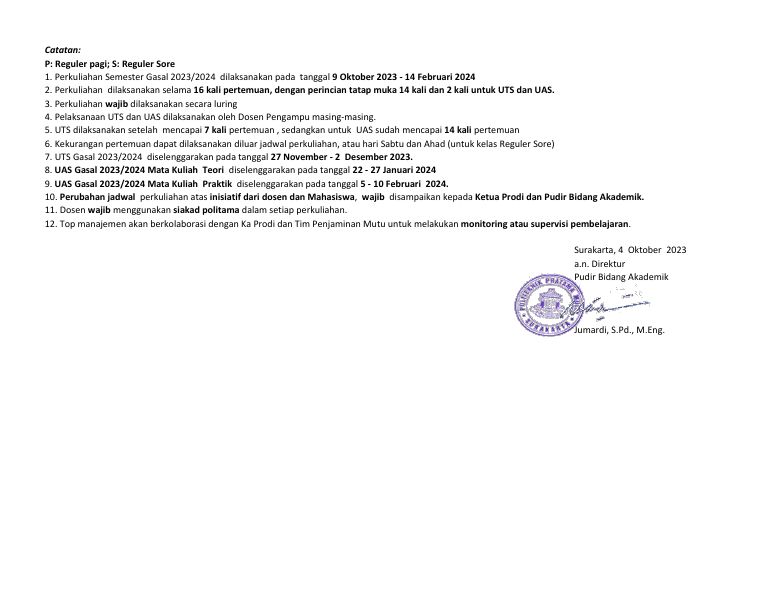 Catatan:
P: Reguler pagi; S: Reguler Sore
1. Perkuliahan Semester Gasal 2023/2024 dilaksanakan pada tanggal 9 Oktober 2023 - 14 Februari 2024
2. Perkuliahan dilaksanakan selama 16 kali pertemuan, dengan perincian tatap muka 14 kali dan 2 kali untuk UTS dan UAS.
3. Perkuliahan wajib dilaksanakan secara luring
4. Pelaksanaan UTS dan UAS dilaksanakan oleh Dosen Pengampu masing-masing.
5. UTS dilaksanakan setelah mencapai 7 kali pertemuan , sedangkan untuk UAS sudah mencapai 14 kali pertemuan
6. Kekurangan pertemuan dapat dilaksanakan diluar jadwal perkuliahan, atau hari Sabtu dan Ahad (untuk kelas Reguler Sore)
7. UTS Gasal 2023/2024 diselenggarakan pada tanggal 27 November - 2 Desember 2023.
8. UAS Gasal 2023/2024 Mata Kuliah Teori diselenggarakan pada tanggal 22 - 27 Januari 2024
9. UAS Gasal 2023/2024 Mata Kuliah Praktik diselenggarakan pada tanggal 5 - 10 Februari 2024.
10. Perubahan jadwal perkuliahan atas inisiatif dari dosen dan Mahasiswa, wajib disampaikan kepada Ketua Prodi dan Pudir Bidang Akademik.
11. Dosen wajib menggunakan siakad politama dalam setiap perkuliahan.
12. Top manajemen akan berkolaborasi dengan Ka Prodi dan Tim Penjaminan Mutu untuk melakukan monitoring atau supervisi pembelajaran.
Surakarta, 4 Oktober 2023
a.n. Direktur
Pudir Bidang Akademik
POLITEKNIK PRATAMA
SURAKARTA
Jumardi, S.Pd., M.Eng.